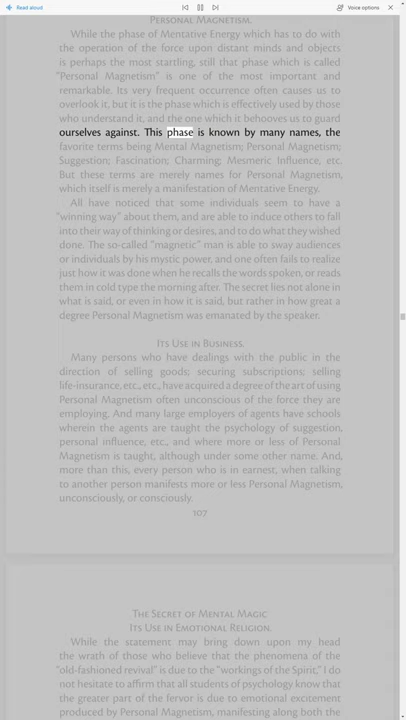 Read aloud
Voice options
PERSONAL MAGNETISM.
While the phase of Mentative Energy which has to do with
the operation of the force upon distant minds and objects
is perhaps the most startling, still that phase which is called
"Personal Magnetism" is one of the most important and
remarkable. Its very frequent occurrence often causes us to
overlook it, but it is the phase which is effectively used by those
who understand it, and the one which it behooves us to guard
ourselves against. This phase is known by many names, the
favorite terms being Mental Magnetism; Personal Magnetism;
Suggestion; Fascination; Charming; Mesmeric Influence, etc.
But these terms are merely names for Personal Magnetism,
which itself is merely a manifestation of Mentative Energy.
All have noticed that some individuals seem to have a
"winning way" about them, and are able to induce others to fall
into their way of thinking or desires, and to do what they wished
done. The so-called "magnetic" man is able to sway audiences
or individuals by his mystic power, and one often fails to realize
just how it was done when he recalls the words spoken, or reads
them in cold type the morning after. The secret lies not alone in
what is said, or even in how it is said, but rather in how great a
degree Personal Magnetism was emanated by the speaker.
ITS USE IN BUSINESS.
Many persons who have dealings with the public in the
direction of selling goods; securing subscriptions; selling
life-insurance, etc., etc., have acquired a degree of the art of using
Personal Magnetism often unconscious of the force they are
employing. And many large employers of agents have schools
wherein the agents are taught the psychology of suggestion,
personal influence, etc., and where more or less of Personal
Magnetism is taught, although under some other name. And,
more than this, every person who is in earnest, when talking
to another person manifests more or less Personal Magnetism,
unconsciously, or consciously.
107
THE SECRET OF MENTAL MAGIC
ITS USE IN EMOTIONAL RELIGION.
While the statement may bring down upon my head
the wrath of those who believe that the phenomena of the
"old-fashioned revival" is due to the "workings of the Spirit," I do
not hesitate to affirm that all students of psychology know that
the greater part of the fervor is due to emotional excitement
produced by Personal Magnetism, manifesting along both the